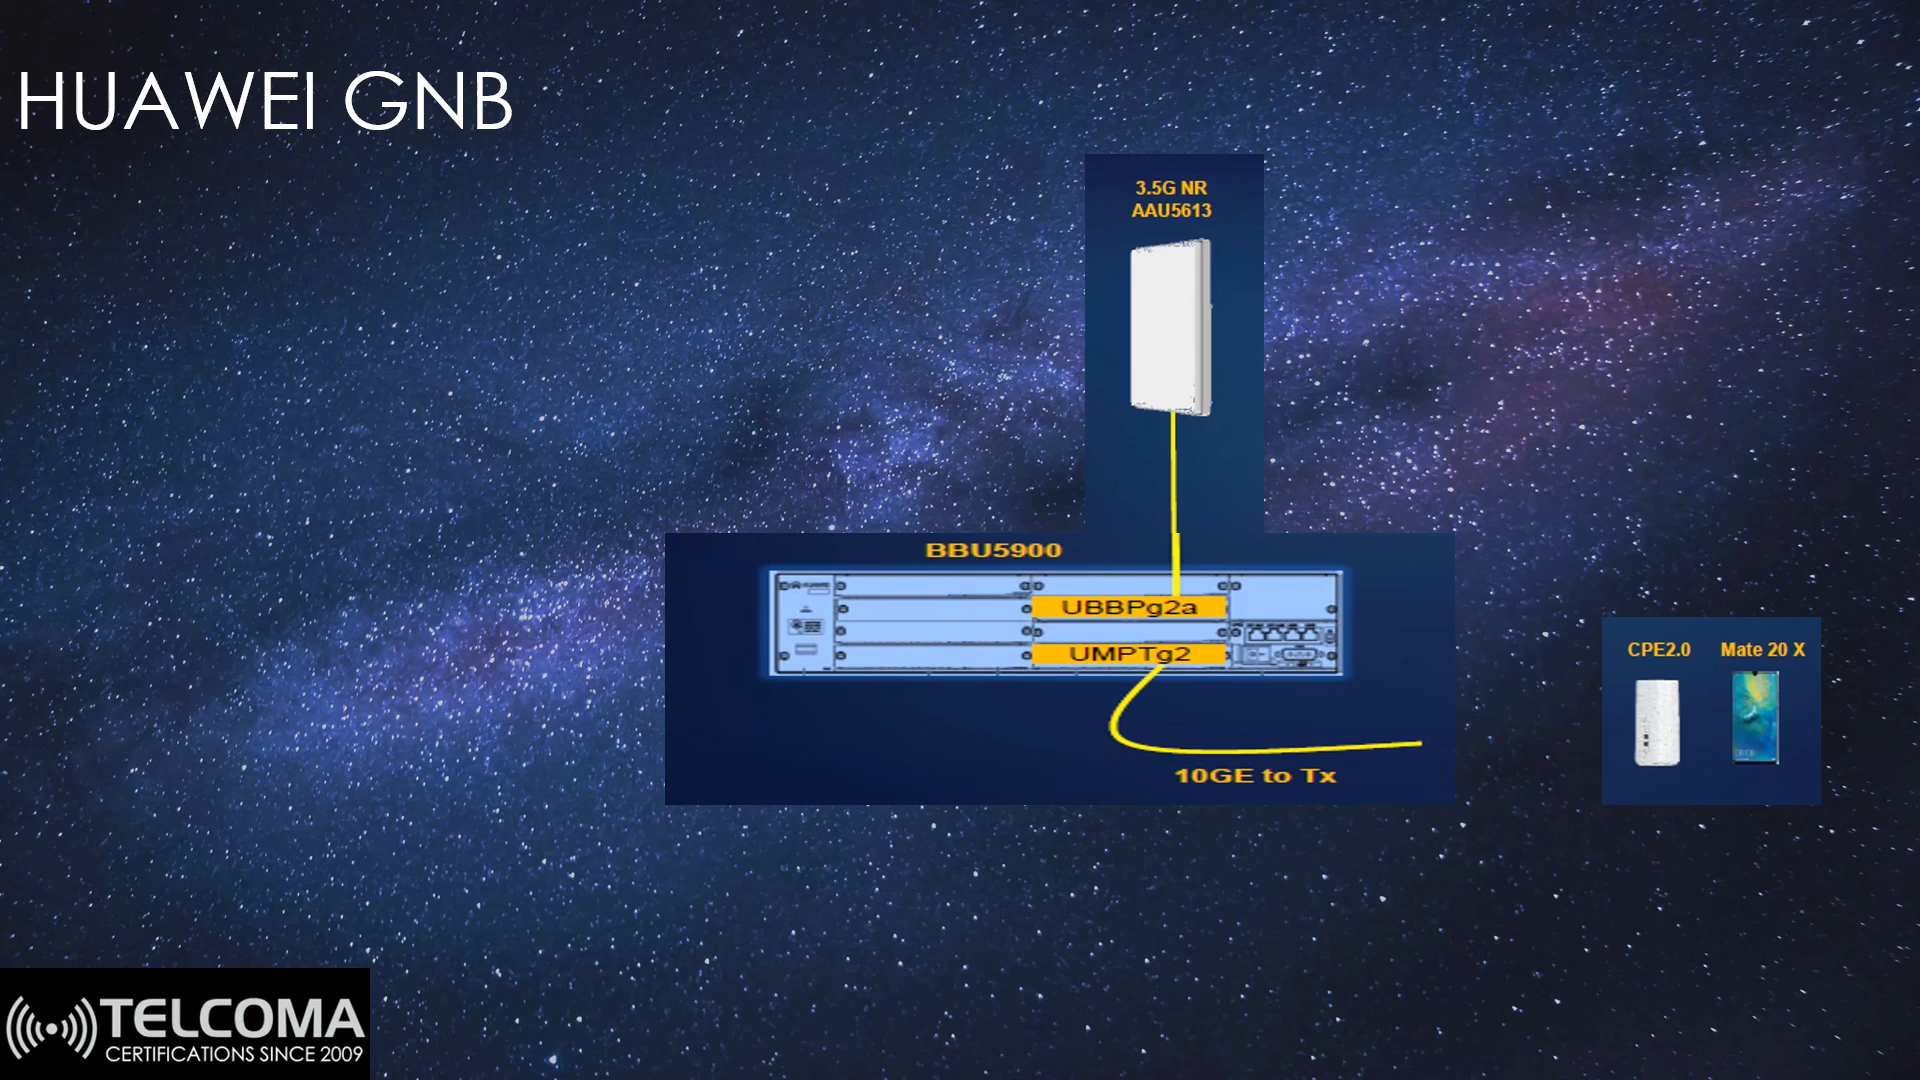 HUAWEI GNB
3.5G NR
AAU5613
BBU5900
UBBPg2a
UMPTg2
10GE to Tx
CPE2.0
Mate 20 X
TELCOMA
CERTIFICATIONS SINCE 2009